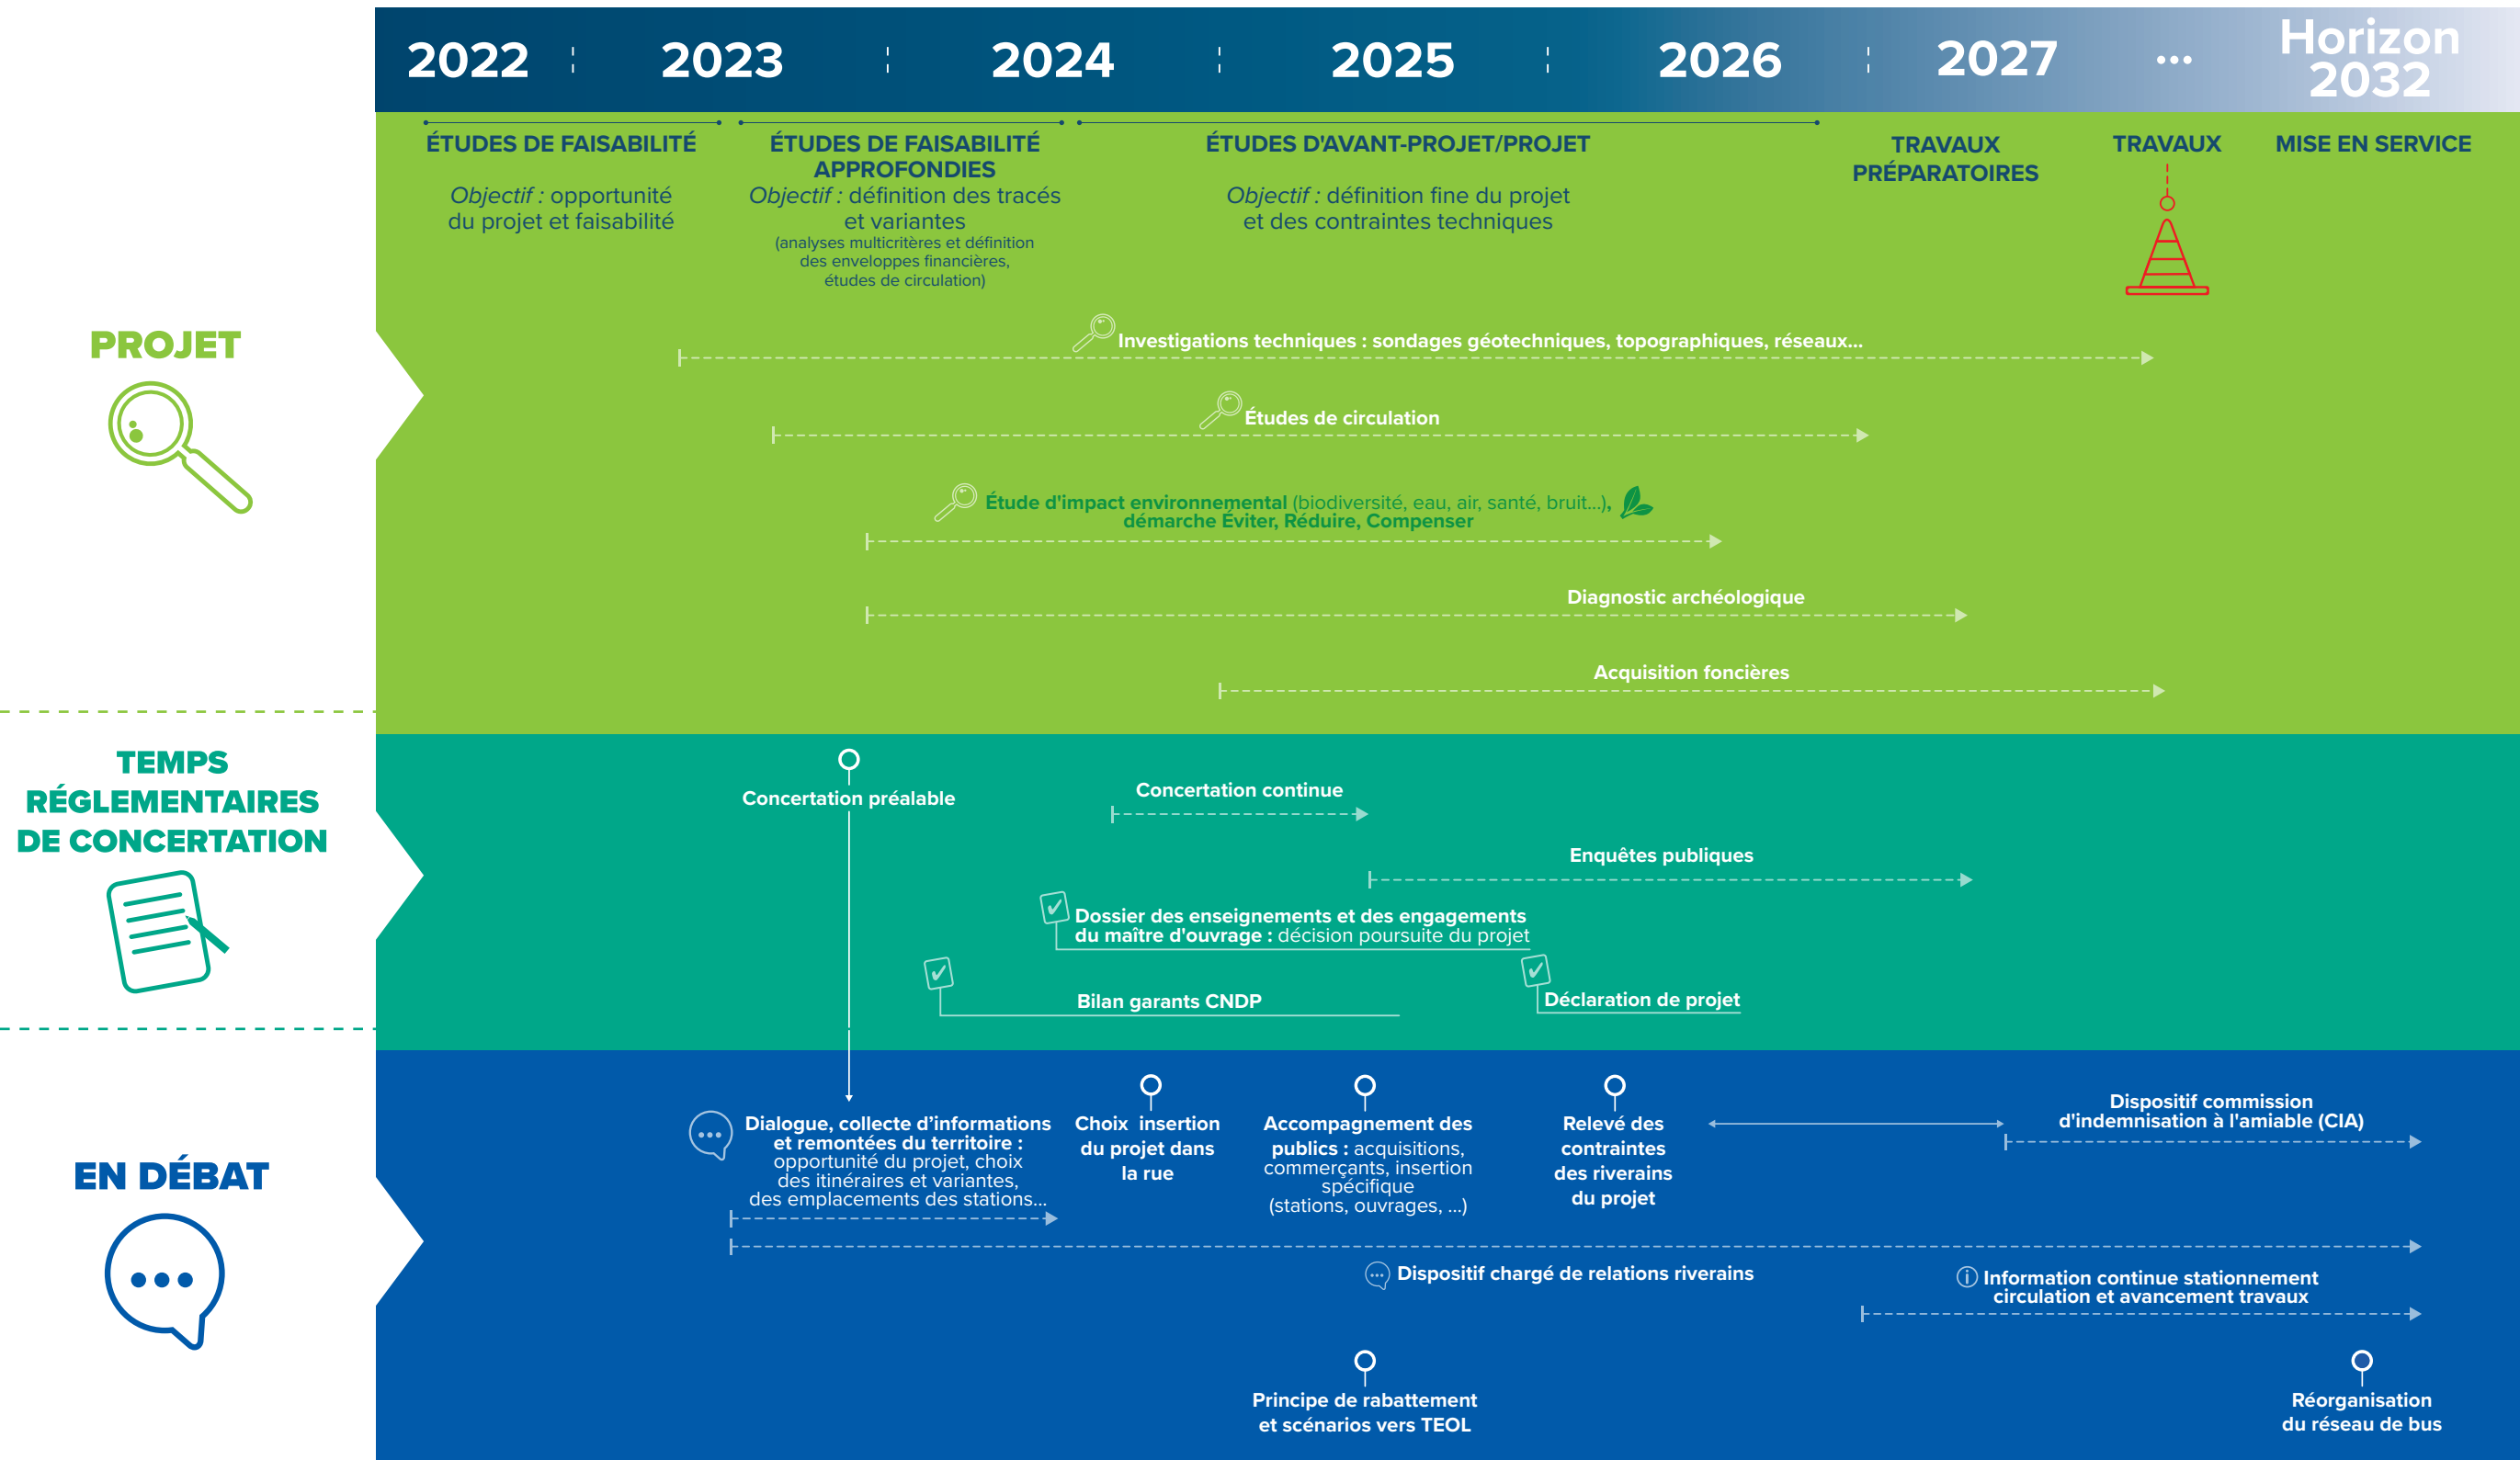 2022
2023
2024
2025
2026
2027
...
Horizon
2032
PROJET
ÉTUDES DE FAISABILITÉ
Objectif : opportunité
du projet et faisabilité
ÉTUDES DE FAISABILITÉ
APPROFONDIES
Objectif : définition des tracés
et variantes
(analyses multicritères et définition
des enveloppes financières,
études de circulation)
ÉTUDES D'AVANT-PROJET/PROJET
Objectif : définition fine du projet
et des contraintes techniques
TRAVAUX
PRÉPARATOIRES
TRAVAUX
MISE EN SERVICE
Investigations techniques : sondages géotechniques, topographiques, réseaux...
Études de circulation
Étude d'impact environnemental (biodiversité, eau, air, santé, bruit...),
démarche Éviter, Réduire, Compenser
Diagnostic archéologique
Acquisition foncières
TEMPS
RÉGLEMENTAIRES
DE CONCERTATION
Concertation préalable
Concertation continue
Enquêtes publiques
Dossier des enseignements et des engagements
du maître d'ouvrage : décision poursuite du projet
Bilan garants CNDP
Déclaration de projet
EN DÉBAT
Dialogue, collecte d’informations
et remontées du territoire :
opportunité du projet, choix
des itinéraires et variantes,
des emplacements des stations...
Choix insertion
du projet dans
la rue
Accompagnement des
publics : acquisitions,
commerçants, insertion
spécifique
(stations, ouvrages, ...)
Relevé des
contraintes
des riverains
du projet
Dispositif commission
d'indemnisation à l'amiable (CIA)
Dispositif chargé de relations riverains
Information continue stationnement
circulation et avancement travaux
Principe de rabattement
et scénarios vers TEOL
Réorganisation
du réseau de bus